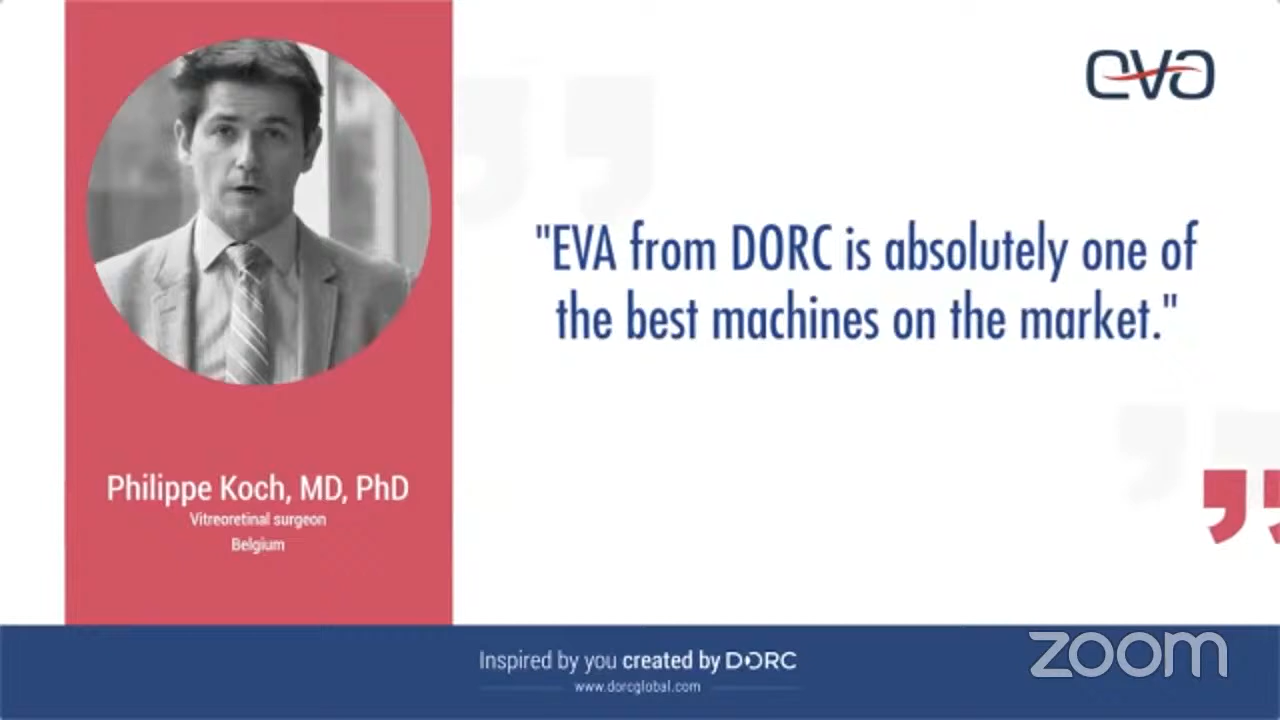 eva
"EVA from DORC is absolutely one of
the best machines on the market."
Philippe Koch, MD, PhD
Vitreoretinal surgeon
Belgium
Inspired by you created by DORC
www.dorcglobal.com
zoom